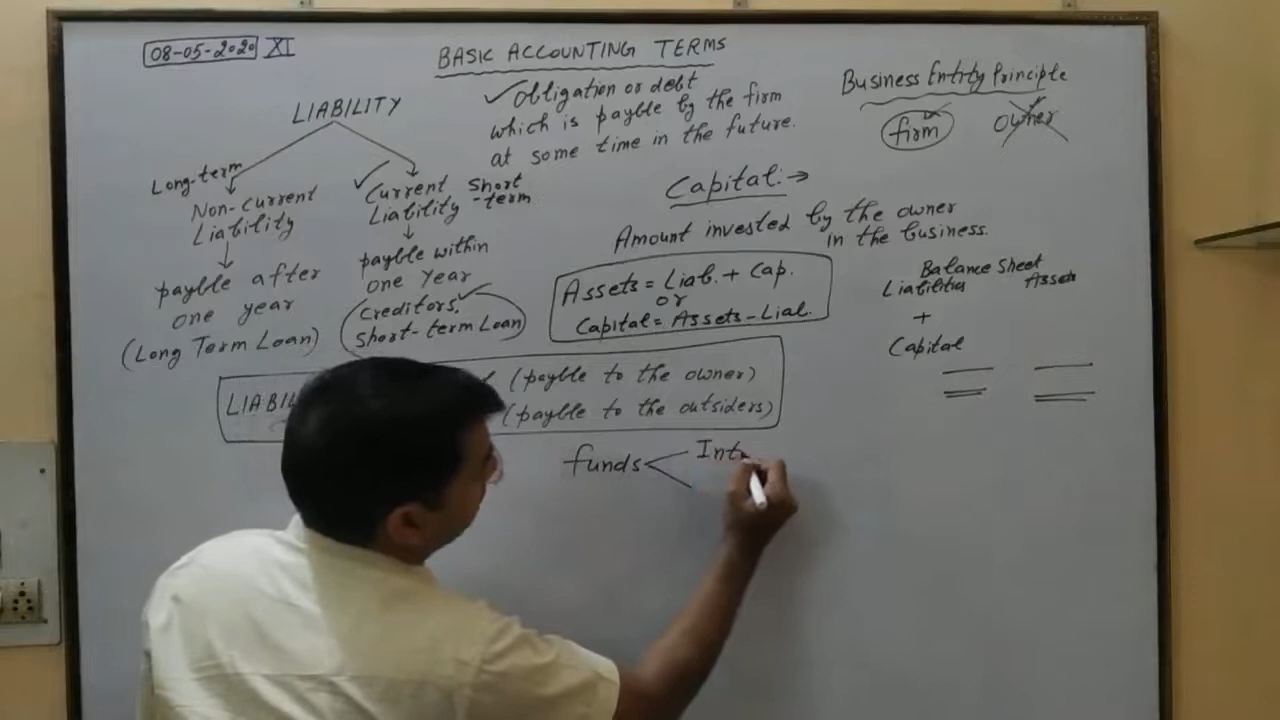 08-05-2020 XI
BASIC ACCOUNTING TERMS
LIABILITY
✓Obligation or debt
which is payble by the firm
at some time in the future.
Business Entity Principle
firm
owner
Long-term
Non-Current
Liability
payble after
one year
(Long Term Loan)
Current Short
Liability -term
payble within
one year
Creditors,
Short-term Loan
Capital:→
Amount invested by the owner
in the business.
Assets = Liab. + Cap.
or
Capital = Assets - Liab.
Balance Sheet
Liabilities Assets
+
Capital
LIABIL
(payble to the owner)
(payble to the outsiders)
funds